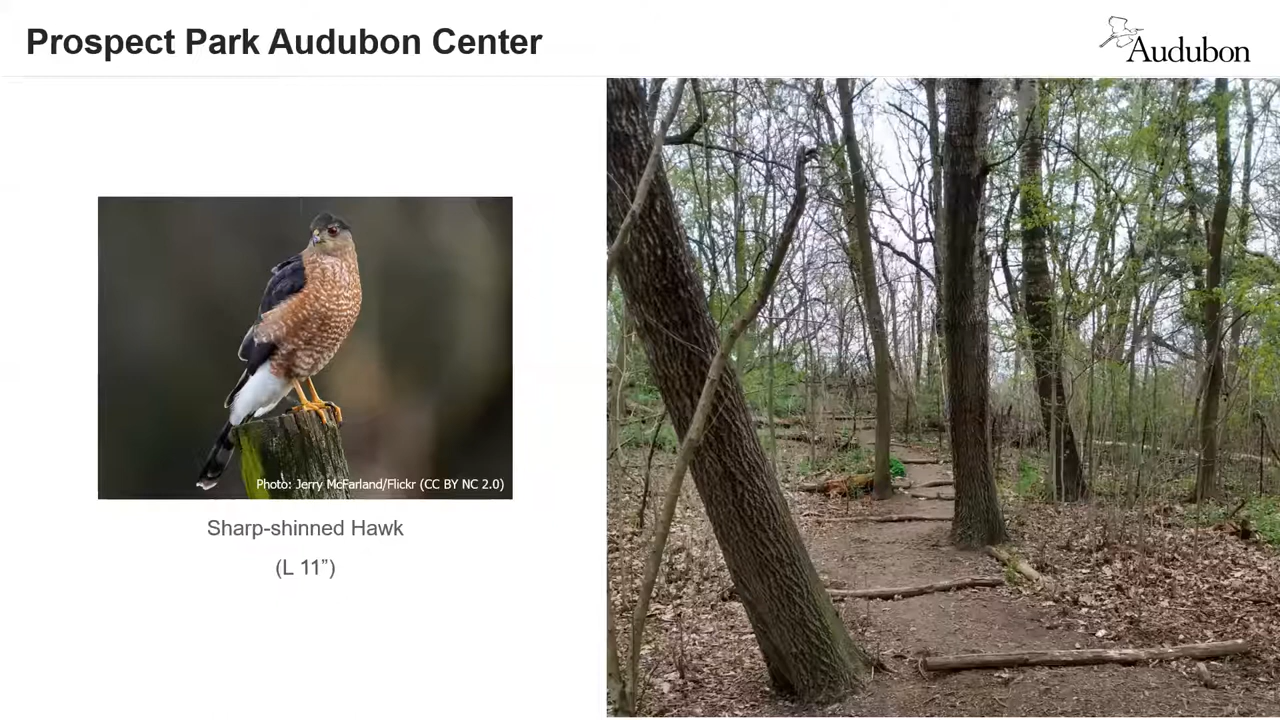 Prospect Park Audubon Center
Audubon
Photo: Jerry McFarland/Flickr (CC BY NC 2.0)
Sharp-shinned Hawk
(L 11”)